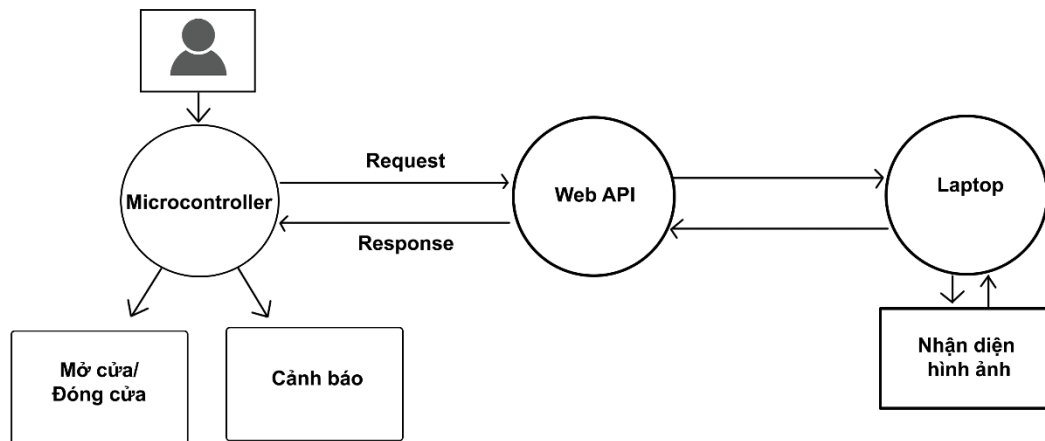 Request
Microcontroller
Response
Web API
Laptop
Mở cửa/
Đóng cửa
Cảnh báo
Nhận diện
hình ảnh